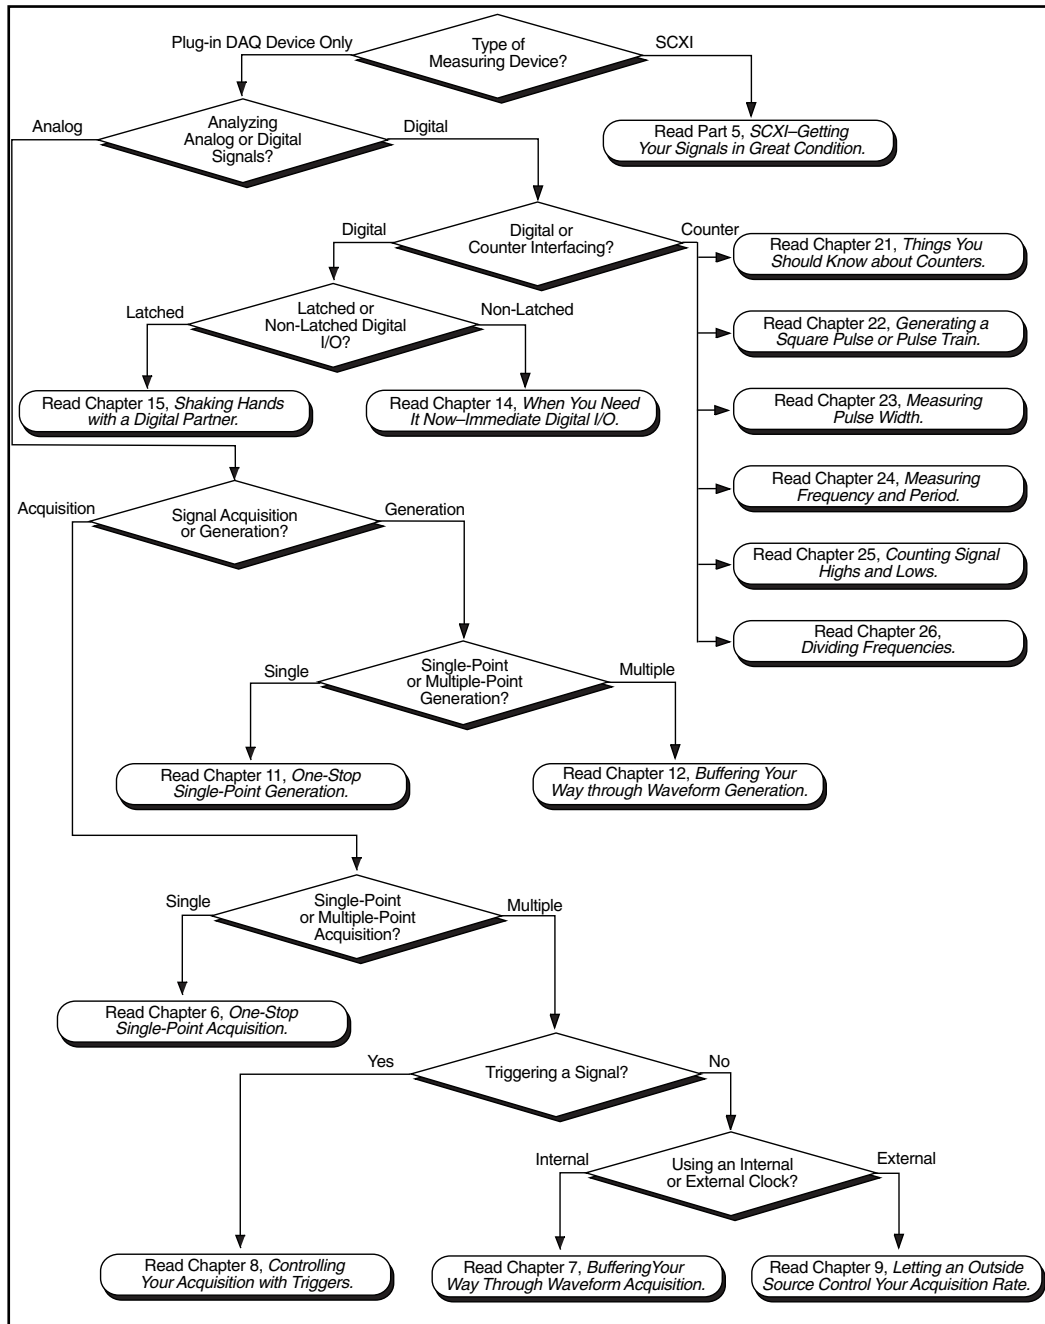 Plug-in DAQ Device Only
Type of
Measuring Device?
SCXI
Analog
Analyzing
Analog or Digital
Signals?
Digital
Read Part 5, SCXI–Getting
Your Signals in Great Condition.
Digital
Digital or
Counter Interfacing?
Counter
Read Chapter 21, Things You
Should Know about Counters.
Latched
Latched or
Non-Latched Digital
I/O?
Non-Latched
Read Chapter 22, Generating a
Square Pulse or Pulse Train.
Read Chapter 15, Shaking Hands
with a Digital Partner.
Read Chapter 14, When You Need
It Now–Immediate Digital I/O.
Read Chapter 23, Measuring
Pulse Width.
Read Chapter 24, Measuring
Frequency and Period.
Acquisition
Signal Acquisition
or Generation?
Generation
Read Chapter 25, Counting Signal
Highs and Lows.
Read Chapter 26,
Dividing Frequencies.
Single
Single-Point
or Multiple-Point
Generation?
Multiple
Read Chapter 11, One-Stop
Single-Point Generation.
Read Chapter 12, Buffering Your
Way through Waveform Generation.
Single
Single-Point
or Multiple-Point
Acquisition?
Multiple
Read Chapter 6, One-Stop
Single-Point Acquisition.
Yes
Triggering a Signal?
No
Internal
Using an Internal
or External Clock?
External
Read Chapter 8, Controlling
Your Acquisition with Triggers.
Read Chapter 7, BufferingYour
Way Through Waveform Acquisition.
Read Chapter 9, Letting an Outside
Source Control Your Acquisition Rate.